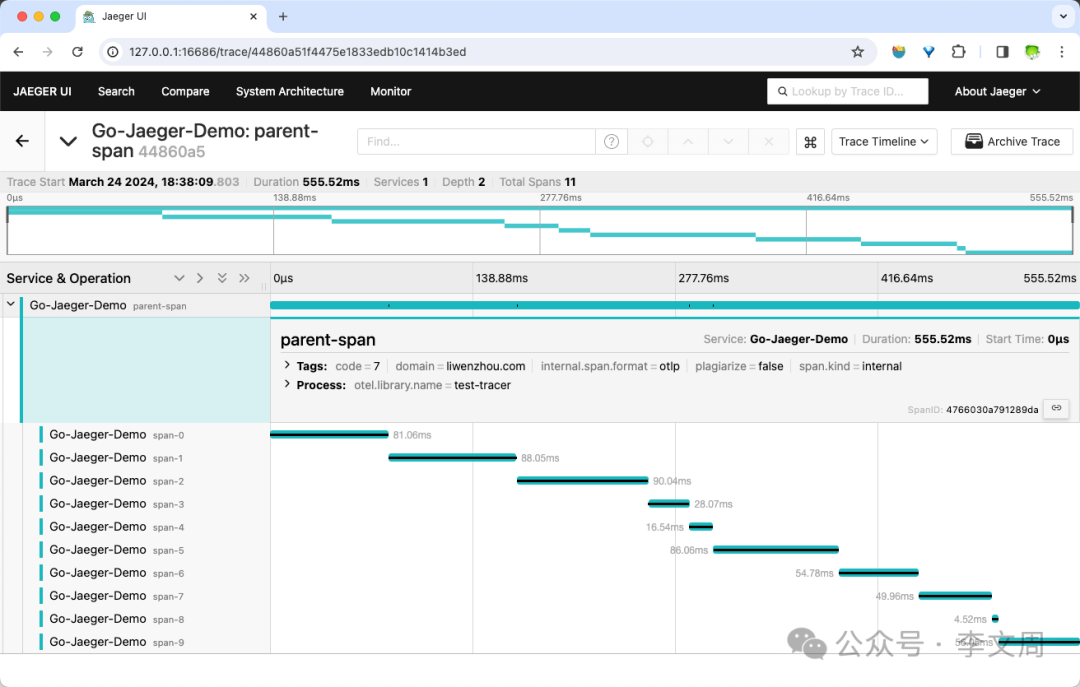 Jaeger UI
127.0.0.1:16686/trace/44860a51f4475e1833edb10c1414b3ed
JAEGER UI Search Compare System Architecture Monitor Lookup by Trace ID... About Jaeger
Go-Jaeger-Demo: parent-span 44860a5
Find... Trace Timeline Archive Trace
Trace Start March 24 2024, 18:38:09.803 Duration 555.52ms Services 1 Depth 2 Total Spans 11
0μs 138.88ms 277.76ms 416.64ms 555.52ms
Service & Operation 0μs 138.88ms 277.76ms 416.64ms 555.52ms
Go-Jaeger-Demo parent-span
parent-span Service: Go-Jaeger-Demo Duration: 555.52ms Start Time: 0μs
Tags: code = 7 domain = liwenzhou.com internal.span.format = otlp plagiarize = false span.kind = internal
Process: otel.library.name = test-tracer
SpanID: 4766030a791289da
Go-Jaeger-Demo span-0 81.06ms
Go-Jaeger-Demo span-1 88.05ms
Go-Jaeger-Demo span-2 90.04ms
Go-Jaeger-Demo span-3 28.07ms
Go-Jaeger-Demo span-4 16.54ms
Go-Jaeger-Demo span-5 86.06ms
Go-Jaeger-Demo span-6 54.78ms
Go-Jaeger-Demo span-7 49.96ms
Go-Jaeger-Demo span-8 4.52ms
Go-Jaeger-Demo span-9
公众号 · 李文周